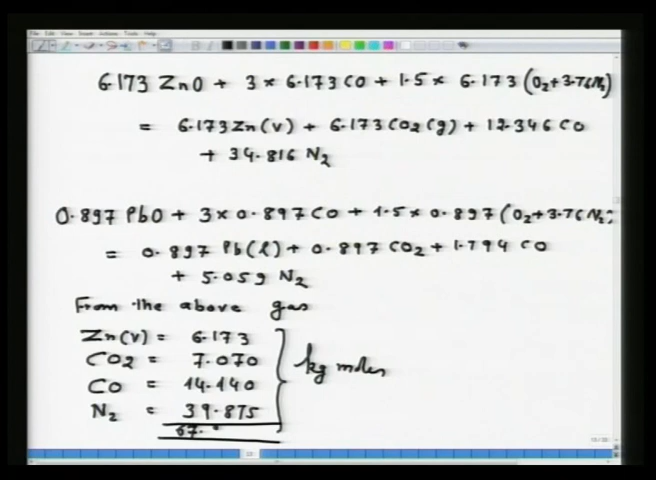 6.173 ZnO + 3 × 6.173 CO + 1.5 × 6.173 (O2+3.76N2)
= 6.173 Zn(v) + 6.173 CO2(g) + 12.346 CO
+ 34.816 N2
0.897 PbO + 3 × 0.897 CO + 1.5 × 0.897 (O2+3.76 N2)
= 0.897 Pb(l) + 0.897 CO2 + 1.794 CO
+ 5.059 N2
From the above gas
Zn(v) = 6.173
CO2 = 7.070
CO = 14.140
N2 = 39.875
kg moles
67.